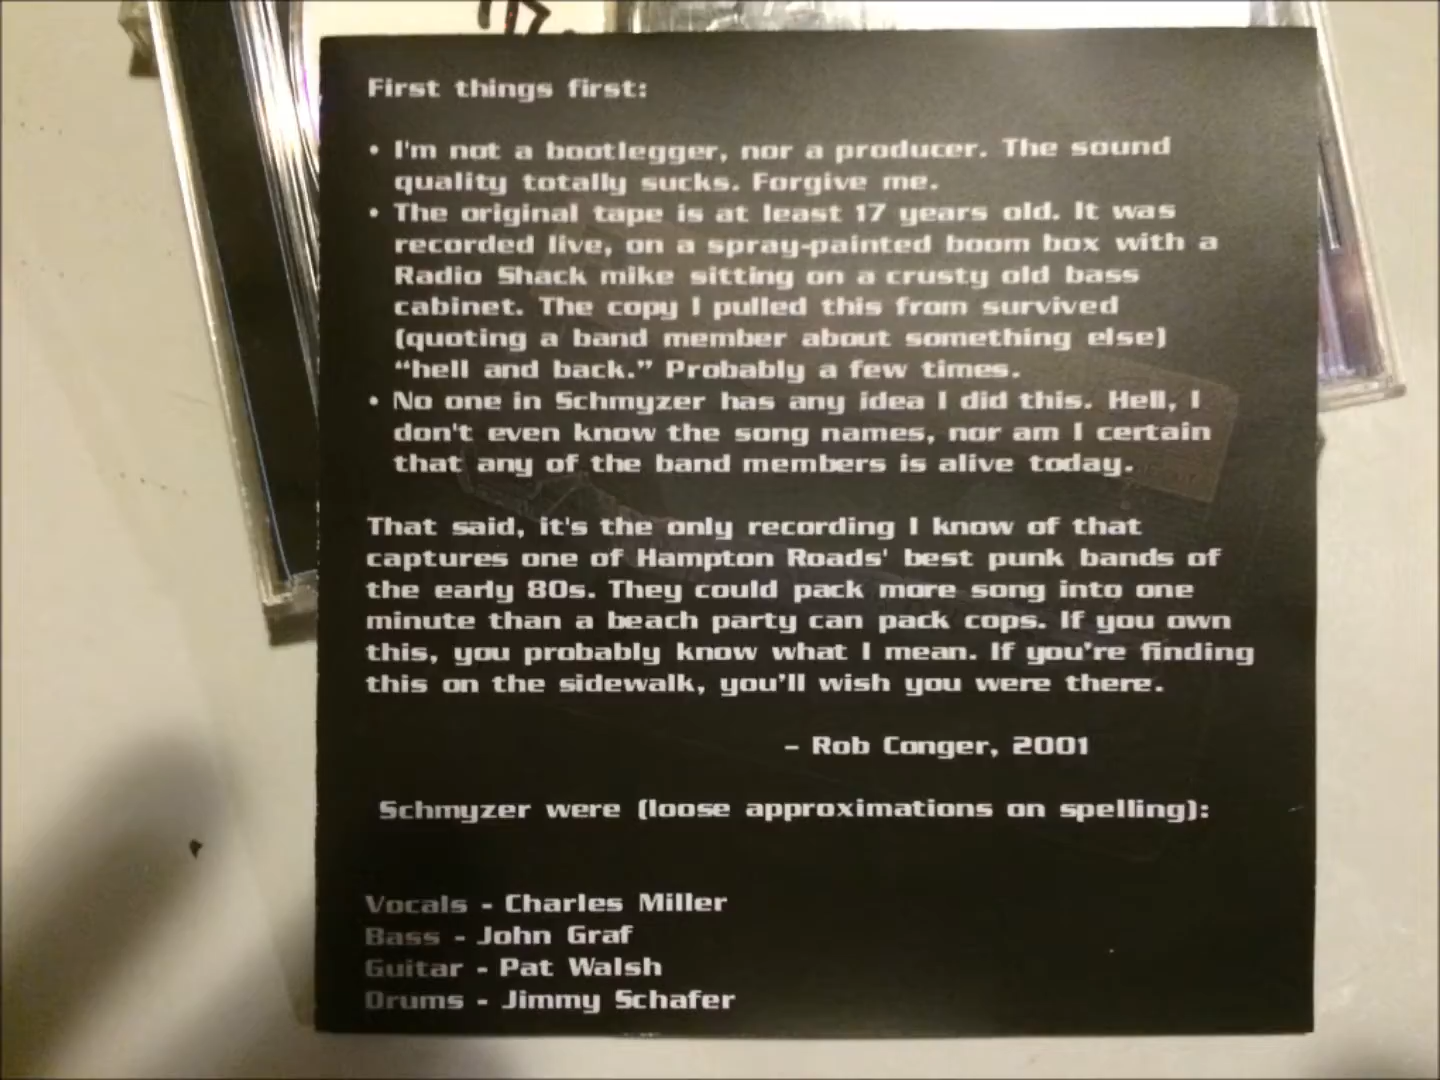 First things first:
• I'm not a bootlegger, nor a producer. The sound
quality totally sucks. Forgive me.
• The original tape is at least 17 years old. It was
recorded live, on a spray-painted boom box with a
Radio Shack mike sitting on a crusty old bass
cabinet. The copy I pulled this from survived
(quoting a band member about something else)
“hell and back.” Probably a few times.
• No one in Schmyzer has any idea I did this. Hell, I
don't even know the song names, nor am I certain
that any of the band members is alive today.
That said, it's the only recording I know of that
captures one of Hampton Roads' best punk bands of
the early 80s. They could pack more song into one
minute than a beach party can pack cops. If you own
this, you probably know what I mean. If you're finding
this on the sidewalk, you'll wish you were there.
- Rob Conger, 2001
Schmyzer were (loose approximations on spelling):
Vocals - Charles Miller
Bass - John Graf
Guitar - Pat Walsh
Drums - Jimmy Schafer